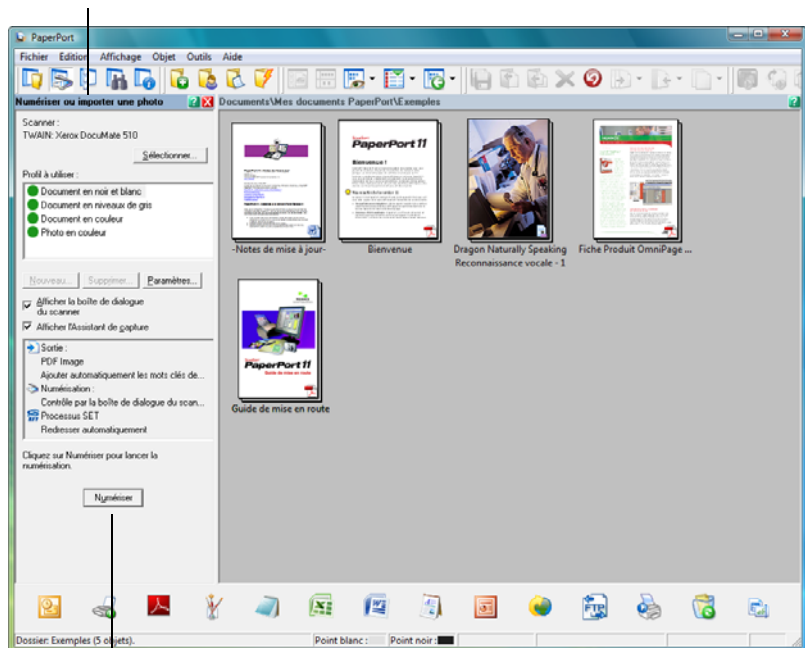 PaperPort
Fichier Edition Affichage Objet Outils Aide
Numériser ou importer une photo
Documents\Mes documents PaperPort\Exemples
Scanner :
TWAIN: Xerox DocuMate 510
Sélectionner...
Profil à utiliser :
Document en noir et blanc
Document en niveaux de gris
Document en couleur
Photo en couleur
Nouveau... Supprimer... Paramètres...
Afficher la boîte de dialogue
du scanner
Afficher l'Assistant de capture
Sortie :
PDF Image
Ajouter automatiquement les mots clés de...
Numérisation :
Contrôle par la boîte de dialogue du scan...
Processus SET
Redresser automatiquement
Cliquez sur Numériser pour lancer la
numérisation.
Numériser
PaperPort 11
Bienvenue !
-Notes de mise à jour-
Bienvenue
Dragon Naturally Speaking
Reconnaissance vocale - 1
Fiche Produit OmniPage ...
PaperPort 11
Guide de mise en route
Guide de mise en route
FTP
Dossier: Exemples (5 objets).
Point blanc :
Point noir :